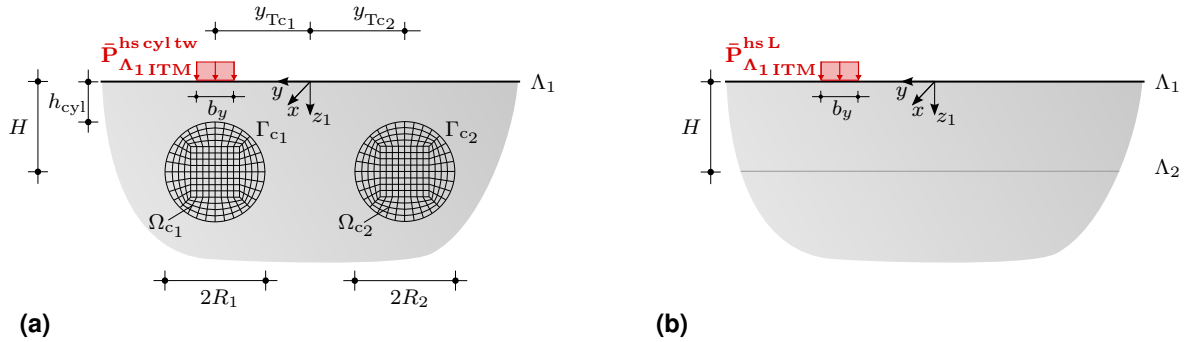 y_Tc1 y_Tc2
P̄^hs cyl tw_Λ1 ITM
Λ1
h_cyl
b_y
y
x
z1
H
Γc1
Γc2
Ωc1
Ωc2
2R1
2R2
(a)
P̄^hs L_Λ1 ITM
Λ1
b_y
y
x
z1
H
Λ2
(b)